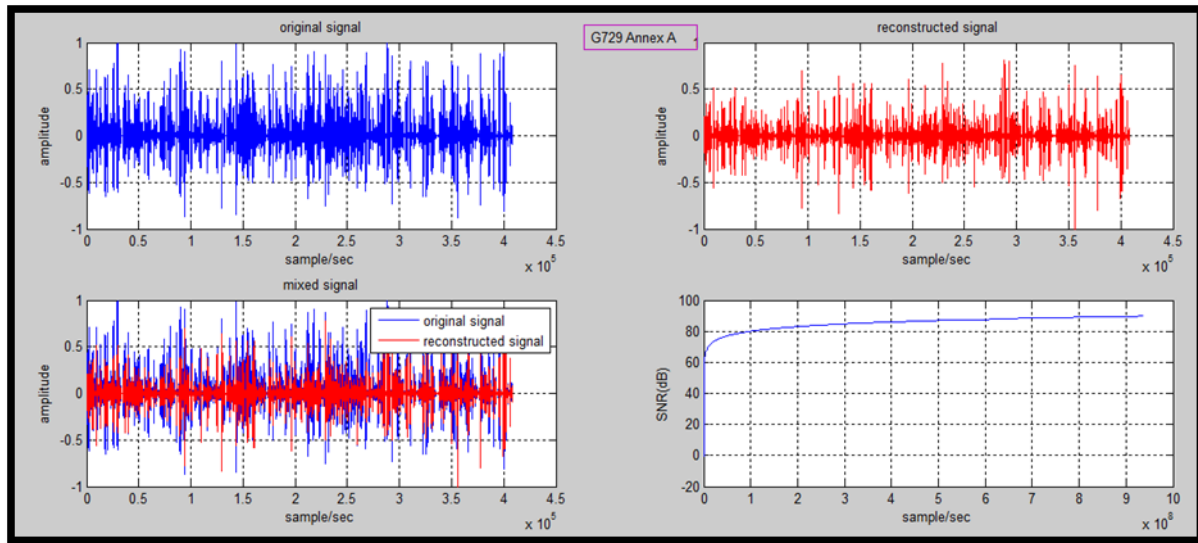 original signal
1
0.5
0
-0.5
-1
amplitude
0 0.5 1 1.5 2 2.5 3 3.5 4 4.5
sample/sec
x 10^5
G729 Annex A
reconstructed signal
1
0.5
0
-0.5
-1
amplitude
0 0.5 1 1.5 2 2.5 3 3.5 4 4.5
sample/sec
x 10^5
mixed signal
1
0.5
0
-0.5
-1
amplitude
original signal
reconstructed signal
0 0.5 1 1.5 2 2.5 3 3.5 4 4.5
sample/sec
x 10^5
100
80
60
40
20
0
-20
SNR(dB)
0 1 2 3 4 5 6 7 8 9 10
sample/sec
x 10^8